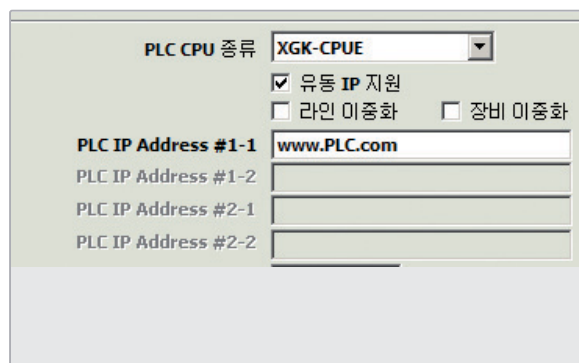 PLC CPU 종류 XGK-CPUE
유동 IP 지원
라인 이중화 장비 이중화
PLC IP Address #1-1 www.PLC.com
PLC IP Address #1-2
PLC IP Address #2-1
PLC IP Address #2-2